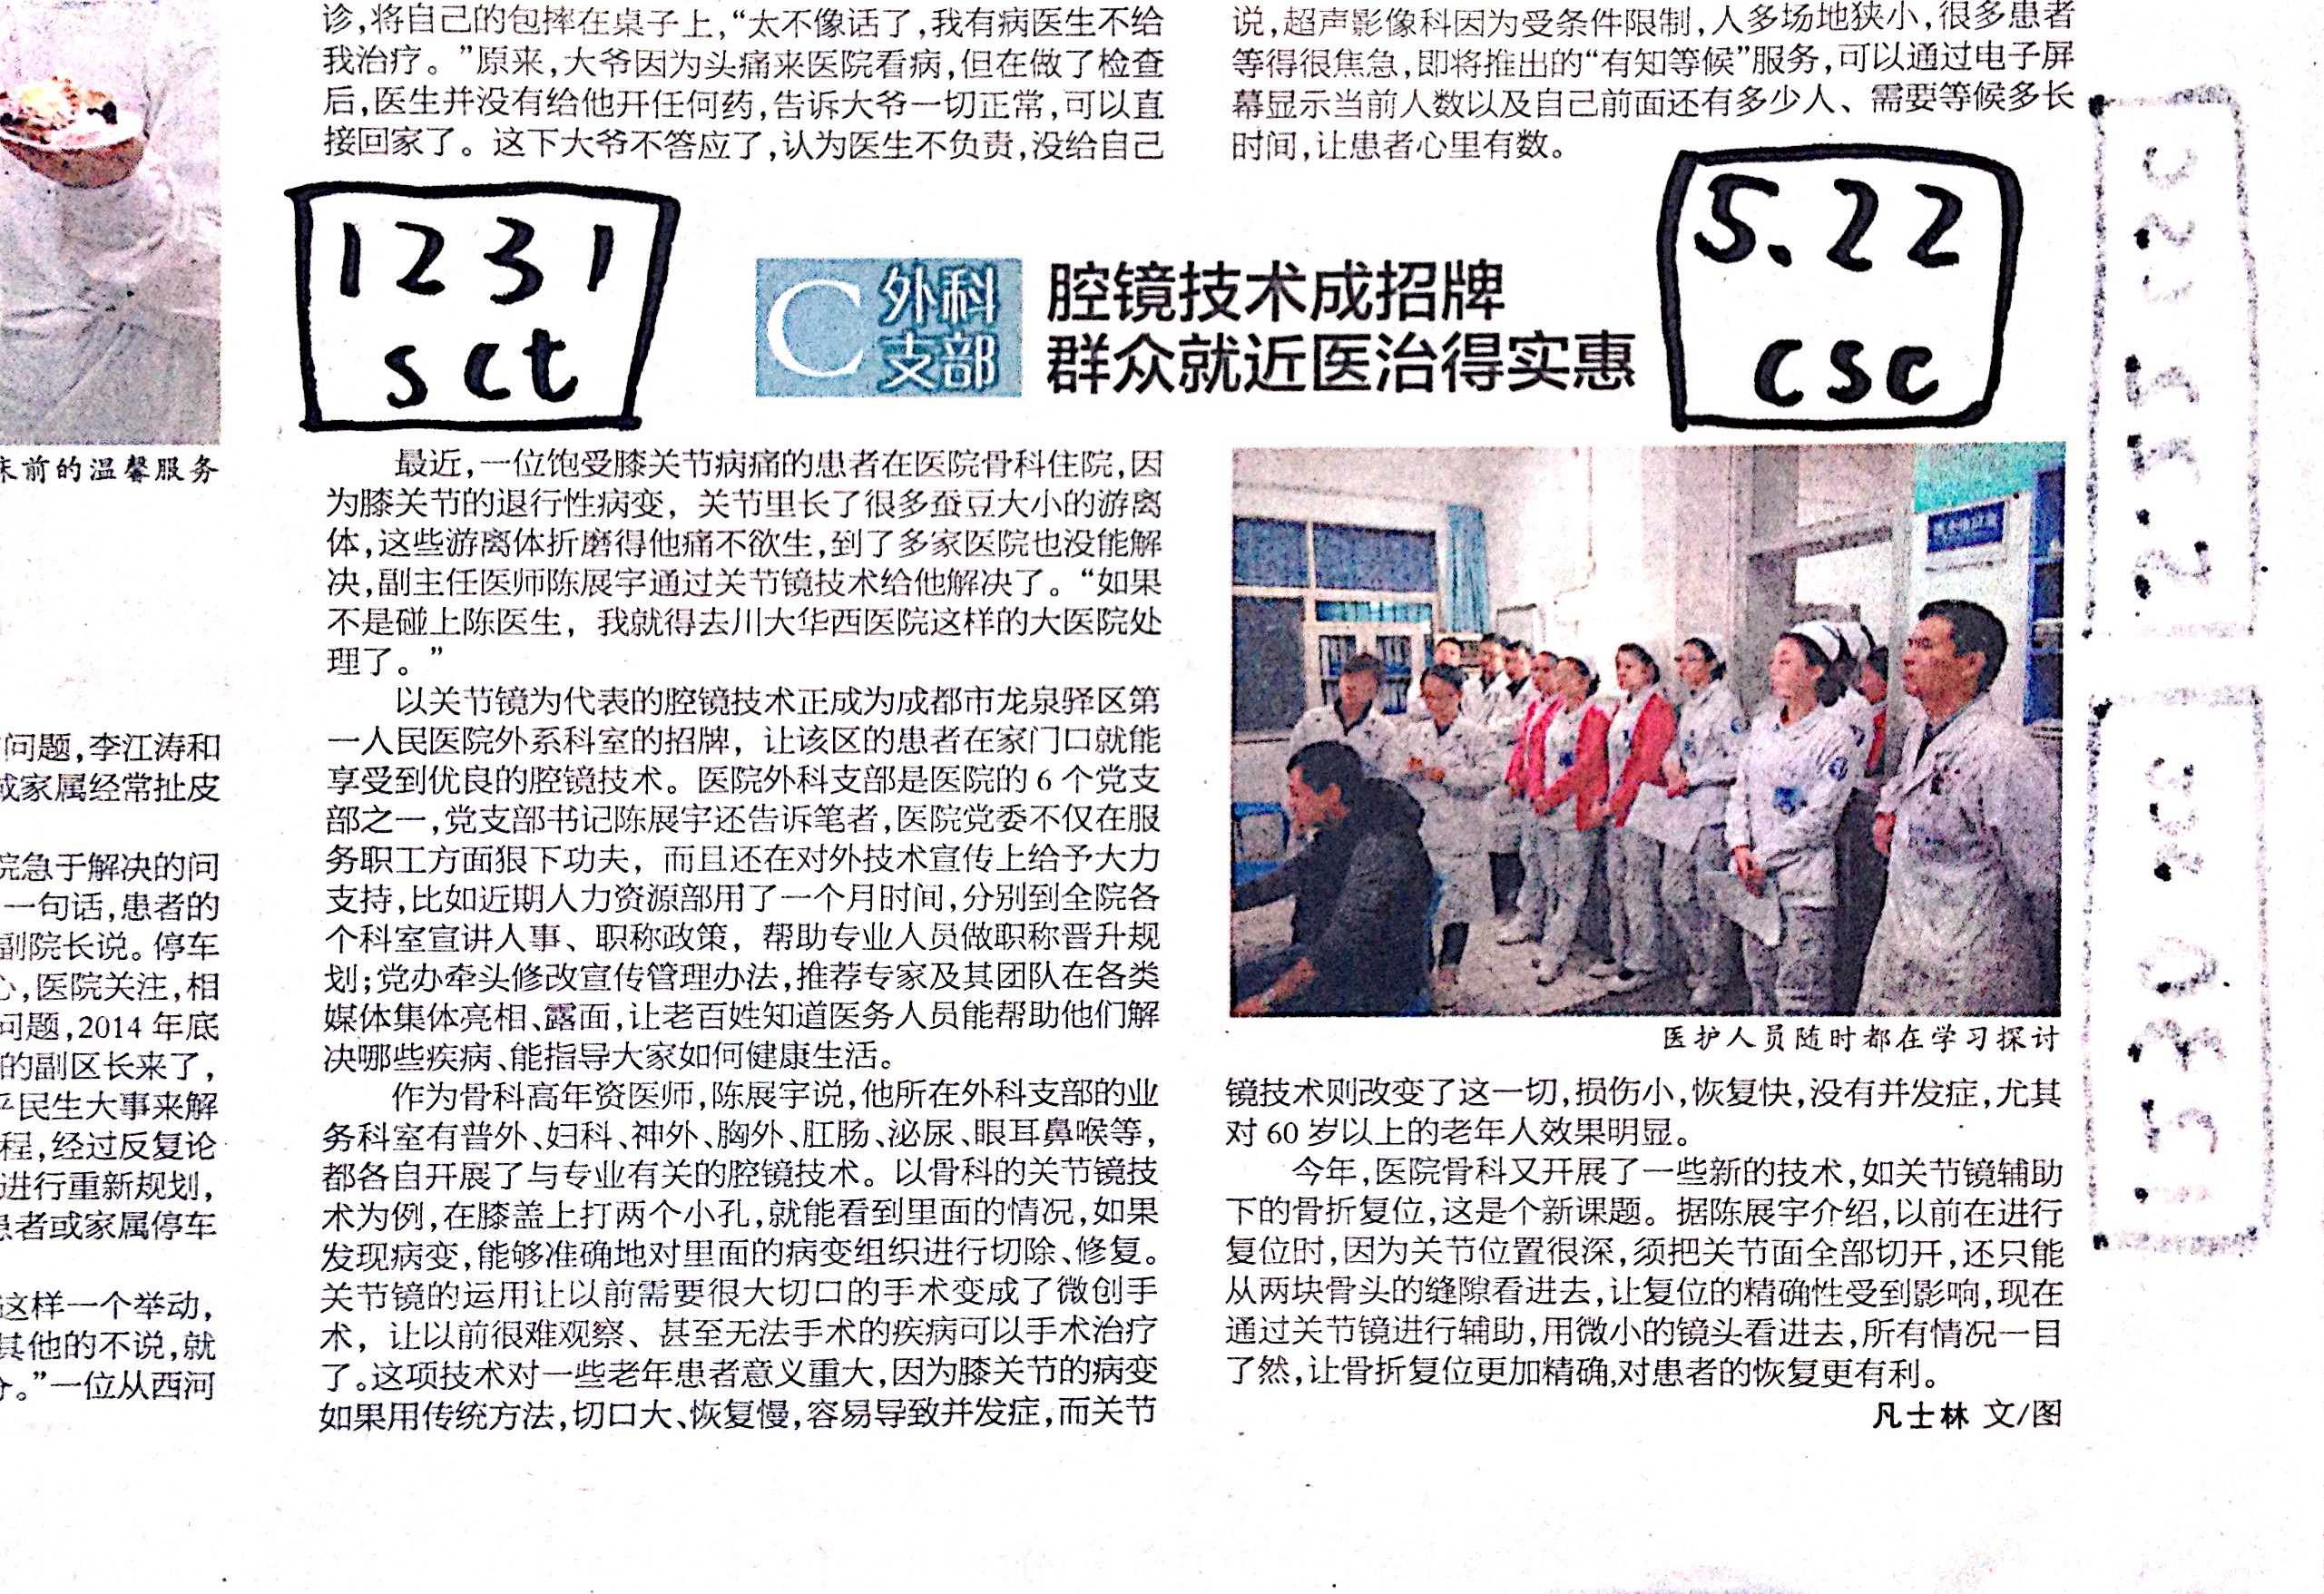 诊,将自己的包摔在桌子上,“太不像话了,我有病医生不给
我治疗。”原来,大爷因为头痛来医院看病,但在做了检查
后,医生并没有给他开任何药,告诉大爷一切正常,可以直
接回家了。这下大爷不答应了,认为医生不负责,没给自己
说,超声影像科因为受条件限制,人多场地狭小,很多患者
等得很焦急,即将推出的“有知等候”服务,可以通过电子屏
幕显示当前人数以及自己前面还有多少人、需要等候多长
时间,让患者心里有数。
1231
sct
C 外科
支部
腔镜技术成招牌
群众就近医治得实惠
5.22
csc
床前的温馨服务
问题,李江涛和
或家属经常扯皮
院急于解决的问
一句话,患者的
副院长说。停车
心,医院关注,相
问题,2014年底
的副区长来了,
平民生大事来解
程,经过反复论
进行重新规划,
患者或家属停车
这样一个举动,
其他的不说,就
分。”一位从西河
最近,一位饱受膝关节病痛的患者在医院骨科住院,因
为膝关节的退行性病变,关节里长了很多蚕豆大小的游离
体,这些游离体折磨得他痛不欲生,到了多家医院也没能解
决,副主任医师陈展宇通过关节镜技术给他解决了。“如果
不是碰上陈医生,我就得去川大华西医院这样的大医院处
理了。”
以关节镜为代表的腔镜技术正成为成都市龙泉驿区第
一人民医院外系科室的招牌,让该区的患者在家门口就能
享受到优良的腔镜技术。医院外科支部是医院的6个党支
部之一,党支部书记陈展宇还告诉笔者,医院党委不仅在服
务职工方面狠下功夫,而且还在对外技术宣传上给予大力
支持,比如近期人力资源部用了一个月时间,分别到全院各
个科室宣讲人事、职称政策,帮助专业人员做职称晋升规
划;党办牵头修改宣传管理办法,推荐专家及其团队在各类
媒体集体亮相、露面,让老百姓知道医务人员能帮助他们解
决哪些疾病、能指导大家如何健康生活。
作为骨科高年资医师,陈展宇说,他所在外科支部的业
务科室有普外、妇科、神外、胸外、肛肠、泌尿、眼耳鼻喉等,
都各自开展了与专业有关的腔镜技术。以骨科的关节镜技
术为例,在膝盖上打两个小孔,就能看到里面的情况,如果
发现病变,能够准确地对里面的病变组织进行切除、修复。
关节镜的运用让以前需要很大切口的手术变成了微创手
术,让以前很难观察、甚至无法手术的疾病可以手术治疗
了。这项技术对一些老年患者意义重大,因为膝关节的病变
如果用传统方法,切口大、恢复慢,容易导致并发症,而关节
医护人员随时都在学习探讨
镜技术则改变了这一切,损伤小,恢复快,没有并发症,尤其
对60岁以上的老年人效果明显。
今年,医院骨科又开展了一些新的技术,如关节镜辅助
下的骨折复位,这是个新课题。据陈展宇介绍,以前在进行
复位时,因为关节位置很深,须把关节面全部切开,还只能
从两块骨头的缝隙看进去,让复位的精确性受到影响,现在
通过关节镜进行辅助,用微小的镜头看进去,所有情况一目
了然,让骨折复位更加精确,对患者的恢复更有利。
凡士林 文/图